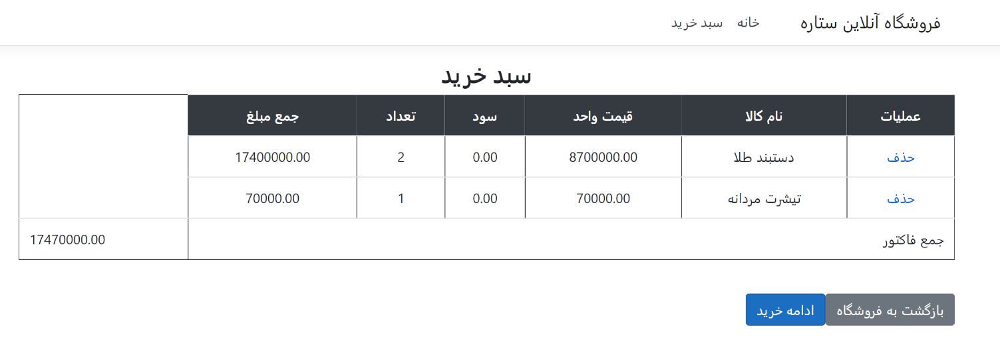 فروشگاه آنلاین ستاره خانه سبد خرید
سبد خرید
عملیات نام کالا قیمت واحد سود تعداد جمع مبلغ
حذف دستبند طلا 8700000.00 0.00 2 17400000.00
حذف تیشرت مردانه 70000.00 0.00 1 70000.00
جمع فاکتور 17470000.00
بازگشت به فروشگاه ادامه خرید